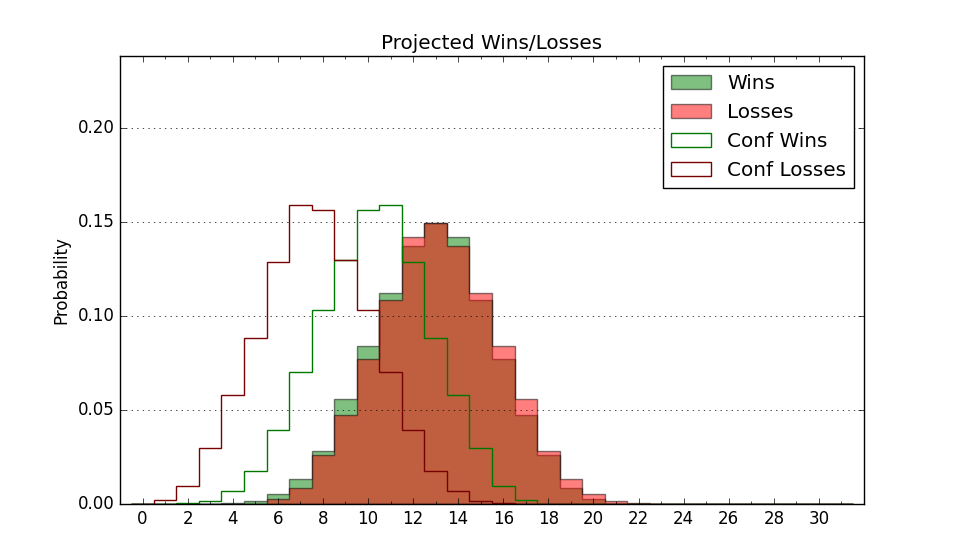 Projected Wins/Losses
Wins
Losses
Conf Wins
Conf Losses
Probability
0.20
0.15
0.10
0.05
0.00
0 2 4 6 8 10 12 14 16 18 20 22 24 26 28 30